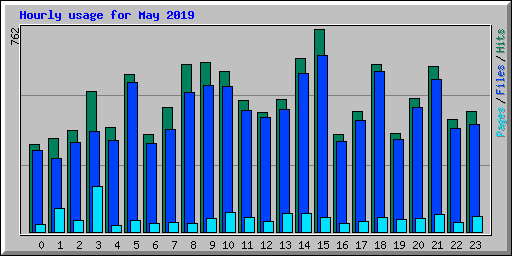 Hourly usage for May 2019
762
Pages/Files/Hits
0 1 2 3 4 5 6 7 8 9 10 11 12 13 14 15 16 17 18 19 20 21 22 23